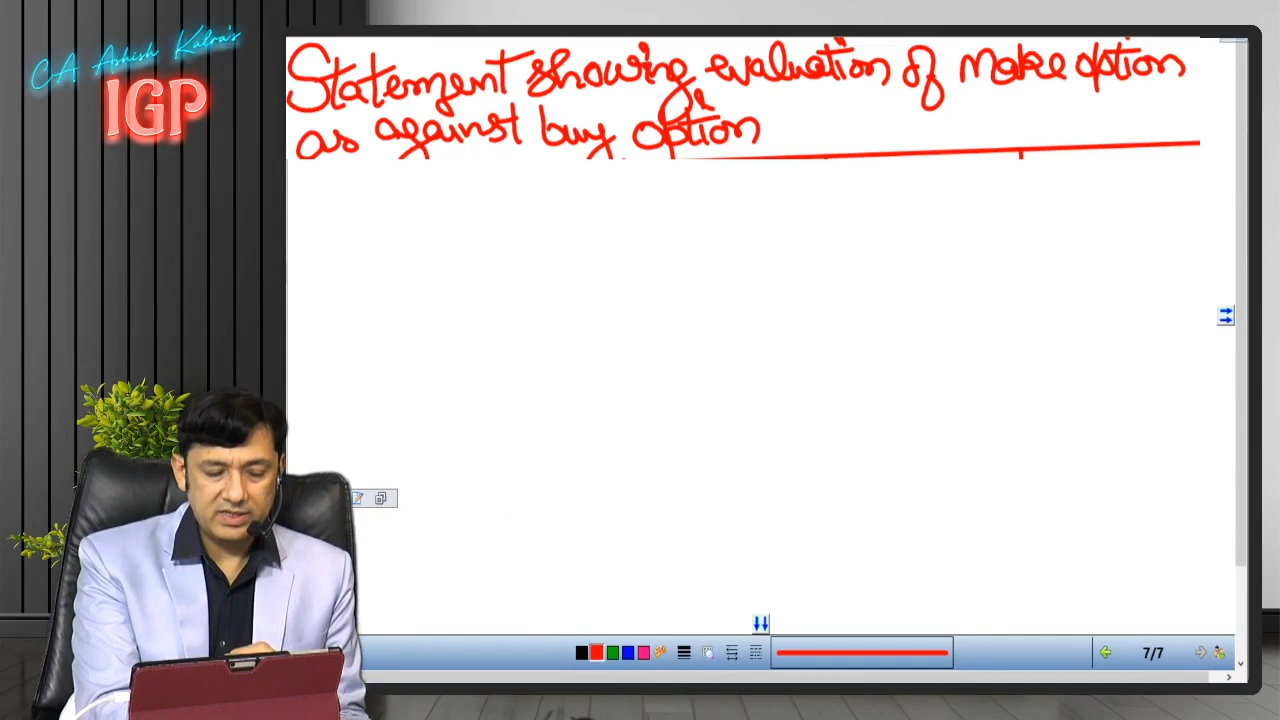 CA Ashish Kalra's
IGP
Statement showing evaluation of Make option
as against buy option
7/7